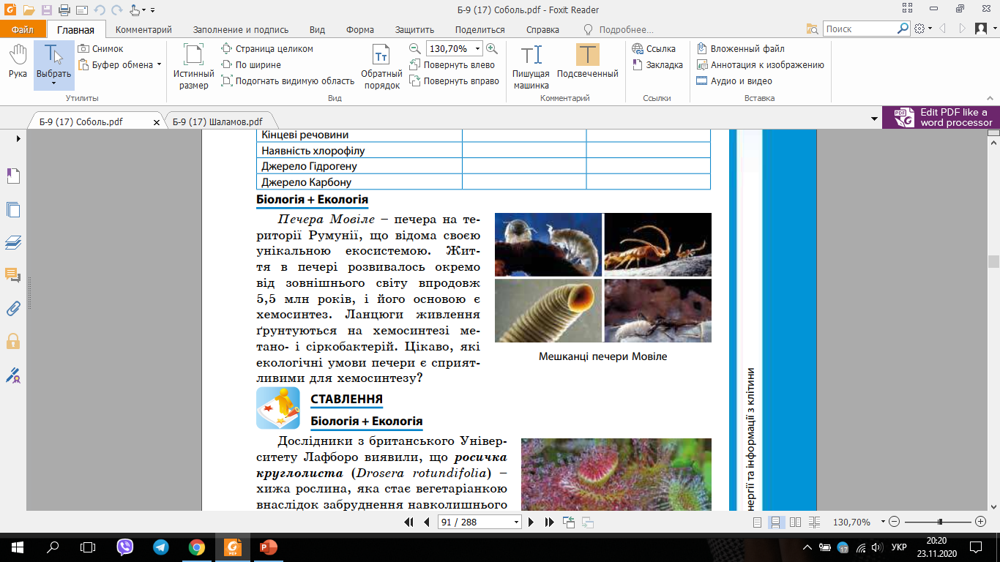 Б-9 (17) Соболь.pdf - Foxit Reader
Файл
Главная
Комментарий
Заполнение и подпись
Вид
Форма
Защитить
Поделиться
Справка
Подробнее...
Поиск
Рука
Выбрать
Снимок
Буфер обмена
Утилиты
Истинный размер
Страница целиком
По ширине
Подогнать видимую область
Обратный порядок
130,70%
Повернуть влево
Повернуть вправо
Вид
Пишущая машинка
Подсвеченный
Комментарий
Ссылка
Закладка
Ссылки
Вложенный файл
Аннотация к изображению
Аудио и видео
Вставка
Б-9 (17) Соболь.pdf
Б-9 (17) Шаламов.pdf
Edit PDF like a
word processor
Кінцеві речовини
Наявність хлорофілу
Джерело Гідрогену
Джерело Карбону
Біологія + Екологія
Печера Мовіле – печера на те-
риторії Румунії, що відома своєю
унікальною екосистемою. Жит-
тя в печері розвивалось окремо
від зовнішнього світу впродовж
5,5 млн років, і його основою є
хемосинтез. Ланцюги живлення
ґрунтуються на хемосинтезі ме-
тано- і сіркобактерій. Цікаво, які
екологічні умови печери є сприят-
ливими для хемосинтезу?
Мешканці печери Мовіле
СТАВЛЕННЯ
Біологія + Екологія
Дослідники з британського Універ-
ситету Лафборо виявили, що росичка
круглолиста (Drosera rotundifolia) –
хижа рослина, яка стає вегетаріанкою
внаслідок забруднення навколишнього
нергії та інформації з клітини
91 / 288
130,70%
17
УКР
20:20
23.11.2020